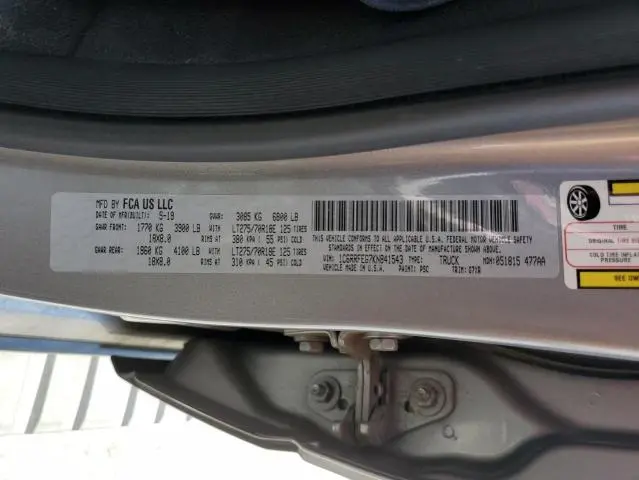 MFD BY FCA US LLC
DATE OF MFR(BUILT): 5-19 GVWR: 3085 KG 6800 LB
GAWR FRONT: 1770 KG 3900 LB WITH LT275/70R18E 125 TIRES
18X8.0 RIMS AT 380 KPA ( 55 PSI) COLD
GAWR REAR: 1860 KG 4100 LB WITH LT275/70R18E 125 TIRES
18X8.0 RIMS AT 310 KPA ( 45 PSI) COLD
THIS VEHICLE CONFORMS TO ALL APPLICABLE U.S.A. FEDERAL MOTOR VEHICLE SAFETY
STANDARDS IN EFFECT ON THE DATE OF MANUFACTURE SHOWN ABOVE.
VIN: 1C6RRFEG7KN841543 TYPE: TRUCK MDH: 051815 477AA
VEHICLE MADE IN U.S.A. PAINT: PSC TRIM: G7XR
TIRE
ORIGINAL TIRE
COLD TIRE INFLAT
PRESSURE
SEE OWN